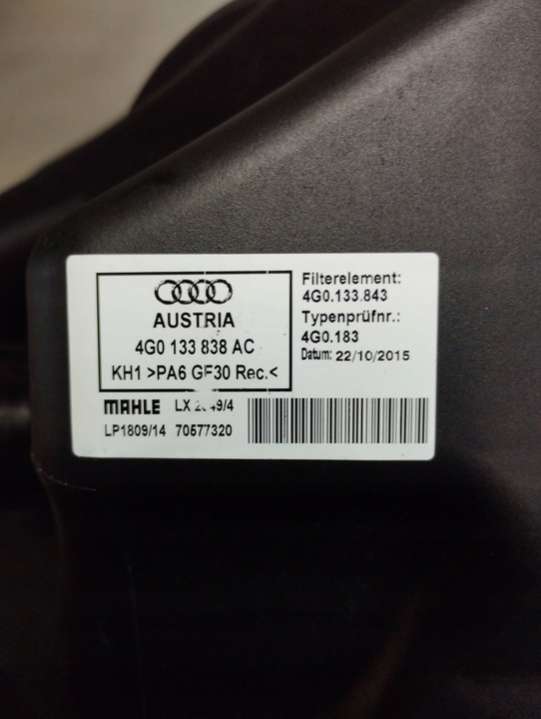 AUSTRIA
4G0 133 838 AC
KH1 >PA6 GF30 Rec.<
Filterelement:
4G0.133.843
Typenprüfnr.:
4G0.183
Datum: 22/10/2015
MAHLE LX
LP1809/14 70577320